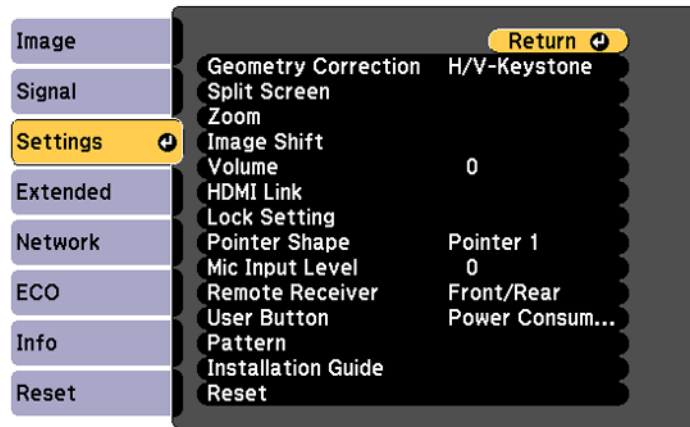 Image
Signal
Settings
Extended
Network
ECO
Info
Reset
Return
Geometry Correction H/V-Keystone
Split Screen
Zoom
Image Shift
Volume 0
HDMI Link
Lock Setting
Pointer Shape Pointer 1
Mic Input Level 0
Remote Receiver Front/Rear
User Button Power Consum...
Pattern
Installation Guide
Reset